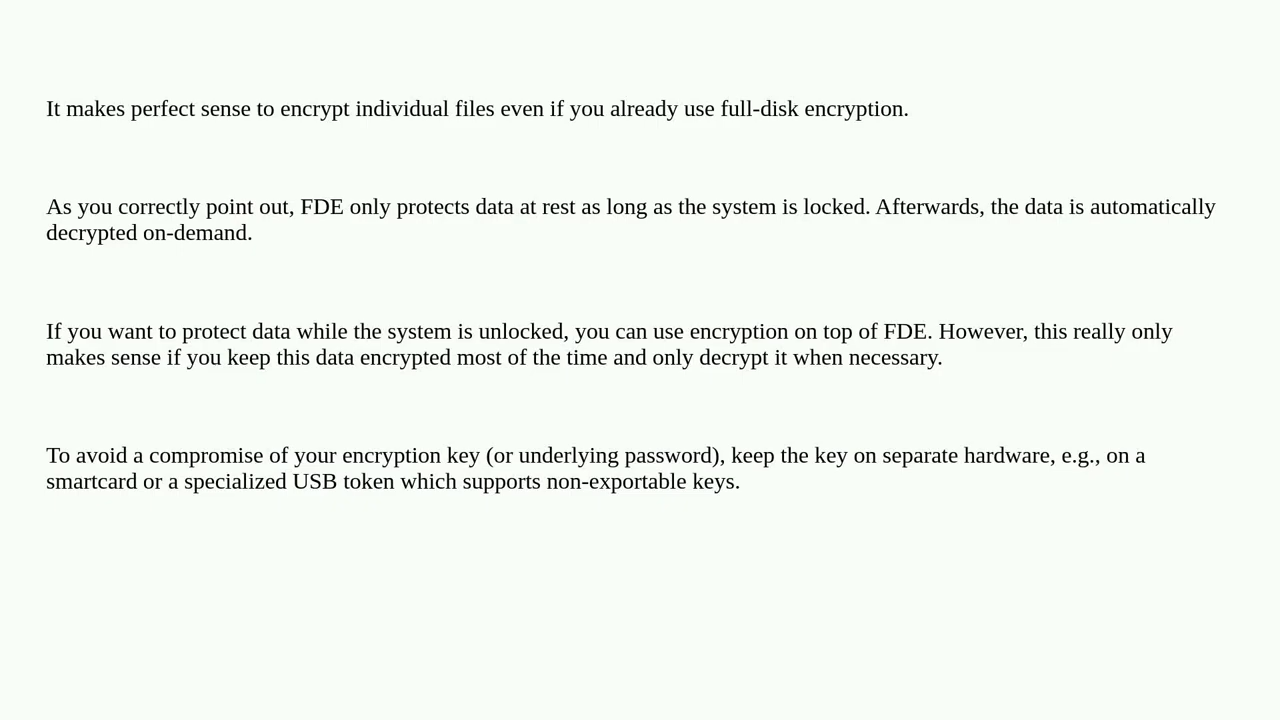 It makes perfect sense to encrypt individual files even if you already use full-disk encryption.
As you correctly point out, FDE only protects data at rest as long as the system is locked. Afterwards, the data is automatically
decrypted on-demand.
If you want to protect data while the system is unlocked, you can use encryption on top of FDE. However, this really only
makes sense if you keep this data encrypted most of the time and only decrypt it when necessary.
To avoid a compromise of your encryption key (or underlying password), keep the key on separate hardware, e.g., on a
smartcard or a specialized USB token which supports non-exportable keys.